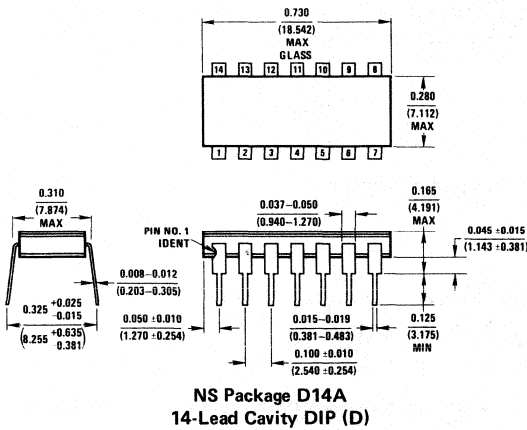 0.730
(18.542)
MAX
GLASS
14 13 12 11 10 9 8
0.280
(7.112)
MAX
1 2 3 4 5 6 7
0.310
(7.874)
MAX
0.008–0.012
(0.203–0.305)
0.325 +0.025 -0.015
(8.255 +0.635 -0.381)
PIN NO. 1
IDENT
0.037–0.050
(0.940–1.270)
0.165
(4.191)
MAX
0.045 ±0.015
(1.143 ±0.381)
0.050 ±0.010
(1.270 ±0.254)
0.015–0.019
(0.381–0.483)
0.125
(3.175)
MIN
0.100 ±0.010
(2.540 ±0.254)
NS Package D14A
14-Lead Cavity DIP (D)